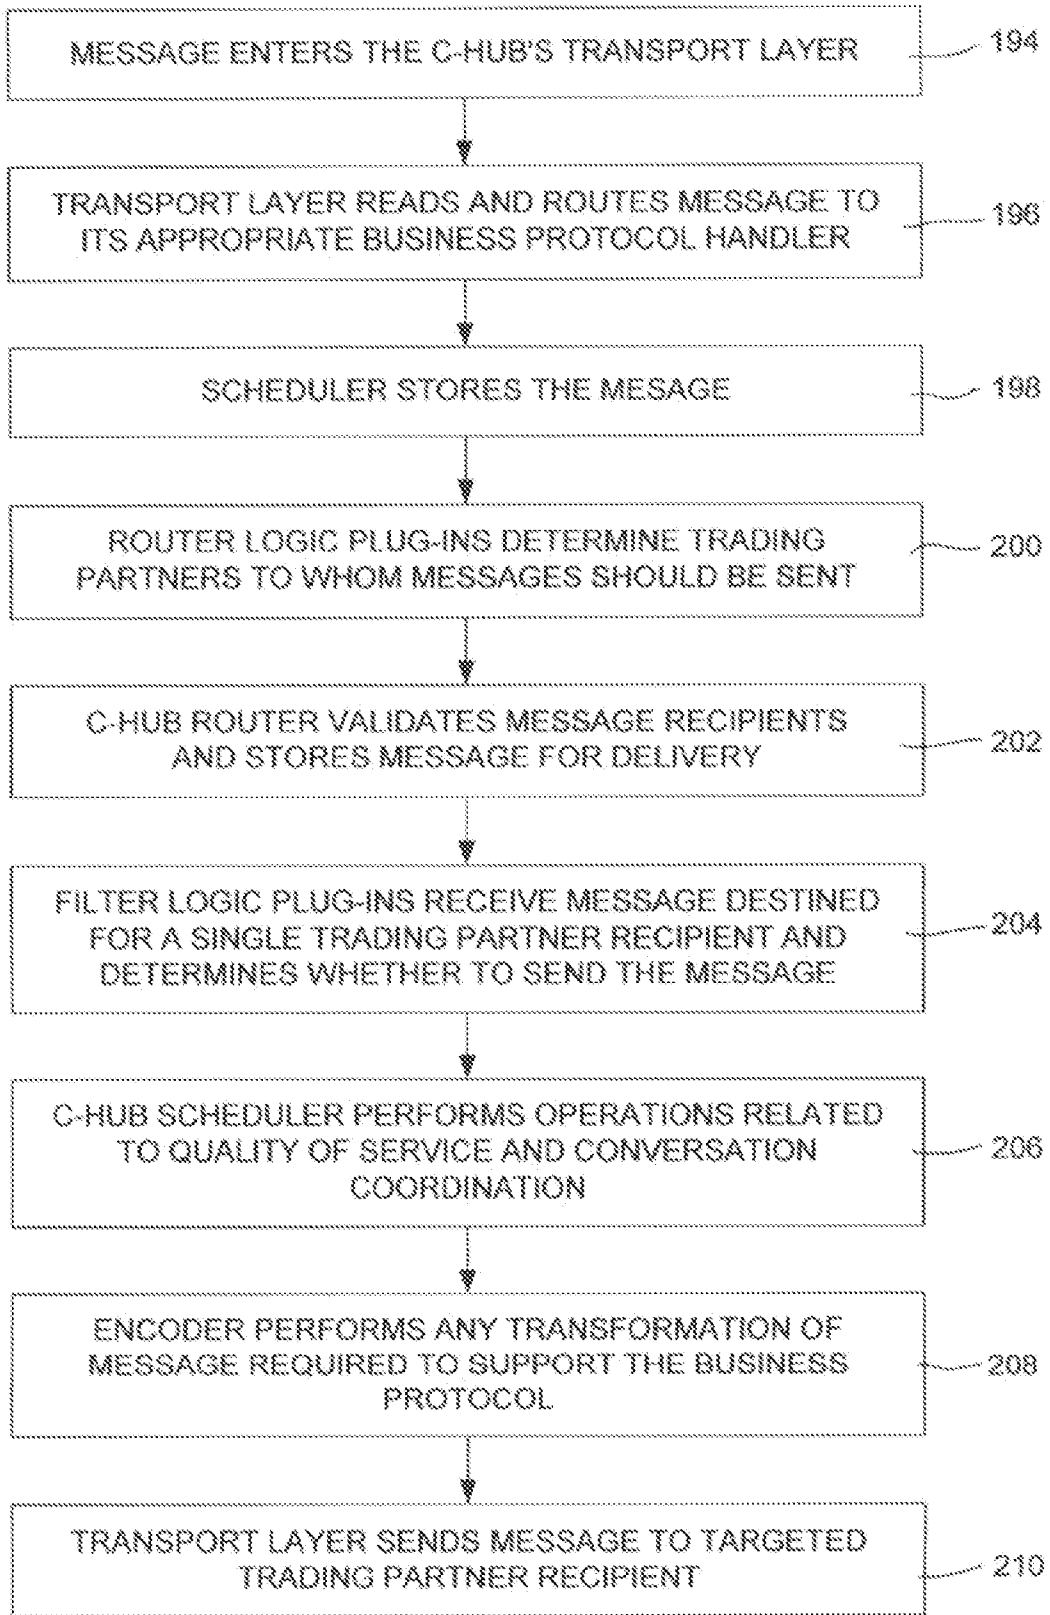 MESSAGE ENTERS THE C-HUB'S TRANSPORT LAYER
194
TRANSPORT LAYER READS AND ROUTES MESSAGE TO
ITS APPROPRIATE BUSINESS PROTOCOL HANDLER
196
SCHEDULER STORES THE MESAGE
198
ROUTER LOGIC PLUG-INS DETERMINE TRADING
PARTNERS TO WHOM MESSAGES SHOULD BE SENT
200
C-HUB ROUTER VALIDATES MESSAGE RECIPIENTS
AND STORES MESSAGE FOR DELIVERY
202
FILTER LOGIC PLUG-INS RECEIVE MESSAGE DESTINED
FOR A SINGLE TRADING PARTNER RECIPIENT AND
DETERMINES WHETHER TO SEND THE MESSAGE
204
C-HUB SCHEDULER PERFORMS OPERATIONS RELATED
TO QUALITY OF SERVICE AND CONVERSATION
COORDINATION
206
ENCODER PERFORMS ANY TRANSFORMATION OF
MESSAGE REQUIRED TO SUPPORT THE BUSINESS
PROTOCOL
208
TRANSPORT LAYER SENDS MESSAGE TO TARGETED
TRADING PARTNER RECIPIENT
210